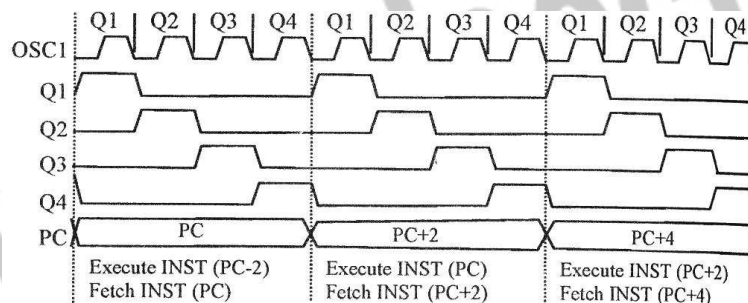 Q1 Q2 Q3 Q4 Q1 Q2 Q3 Q4 Q1 Q2 Q3 Q4
OSC1
Q1
Q2
Q3
Q4
PC PC PC+2 PC+4
Execute INST (PC-2) Execute INST (PC) Execute INST (PC+2)
Fetch INST (PC) Fetch INST (PC+2) Fetch INST (PC+4)